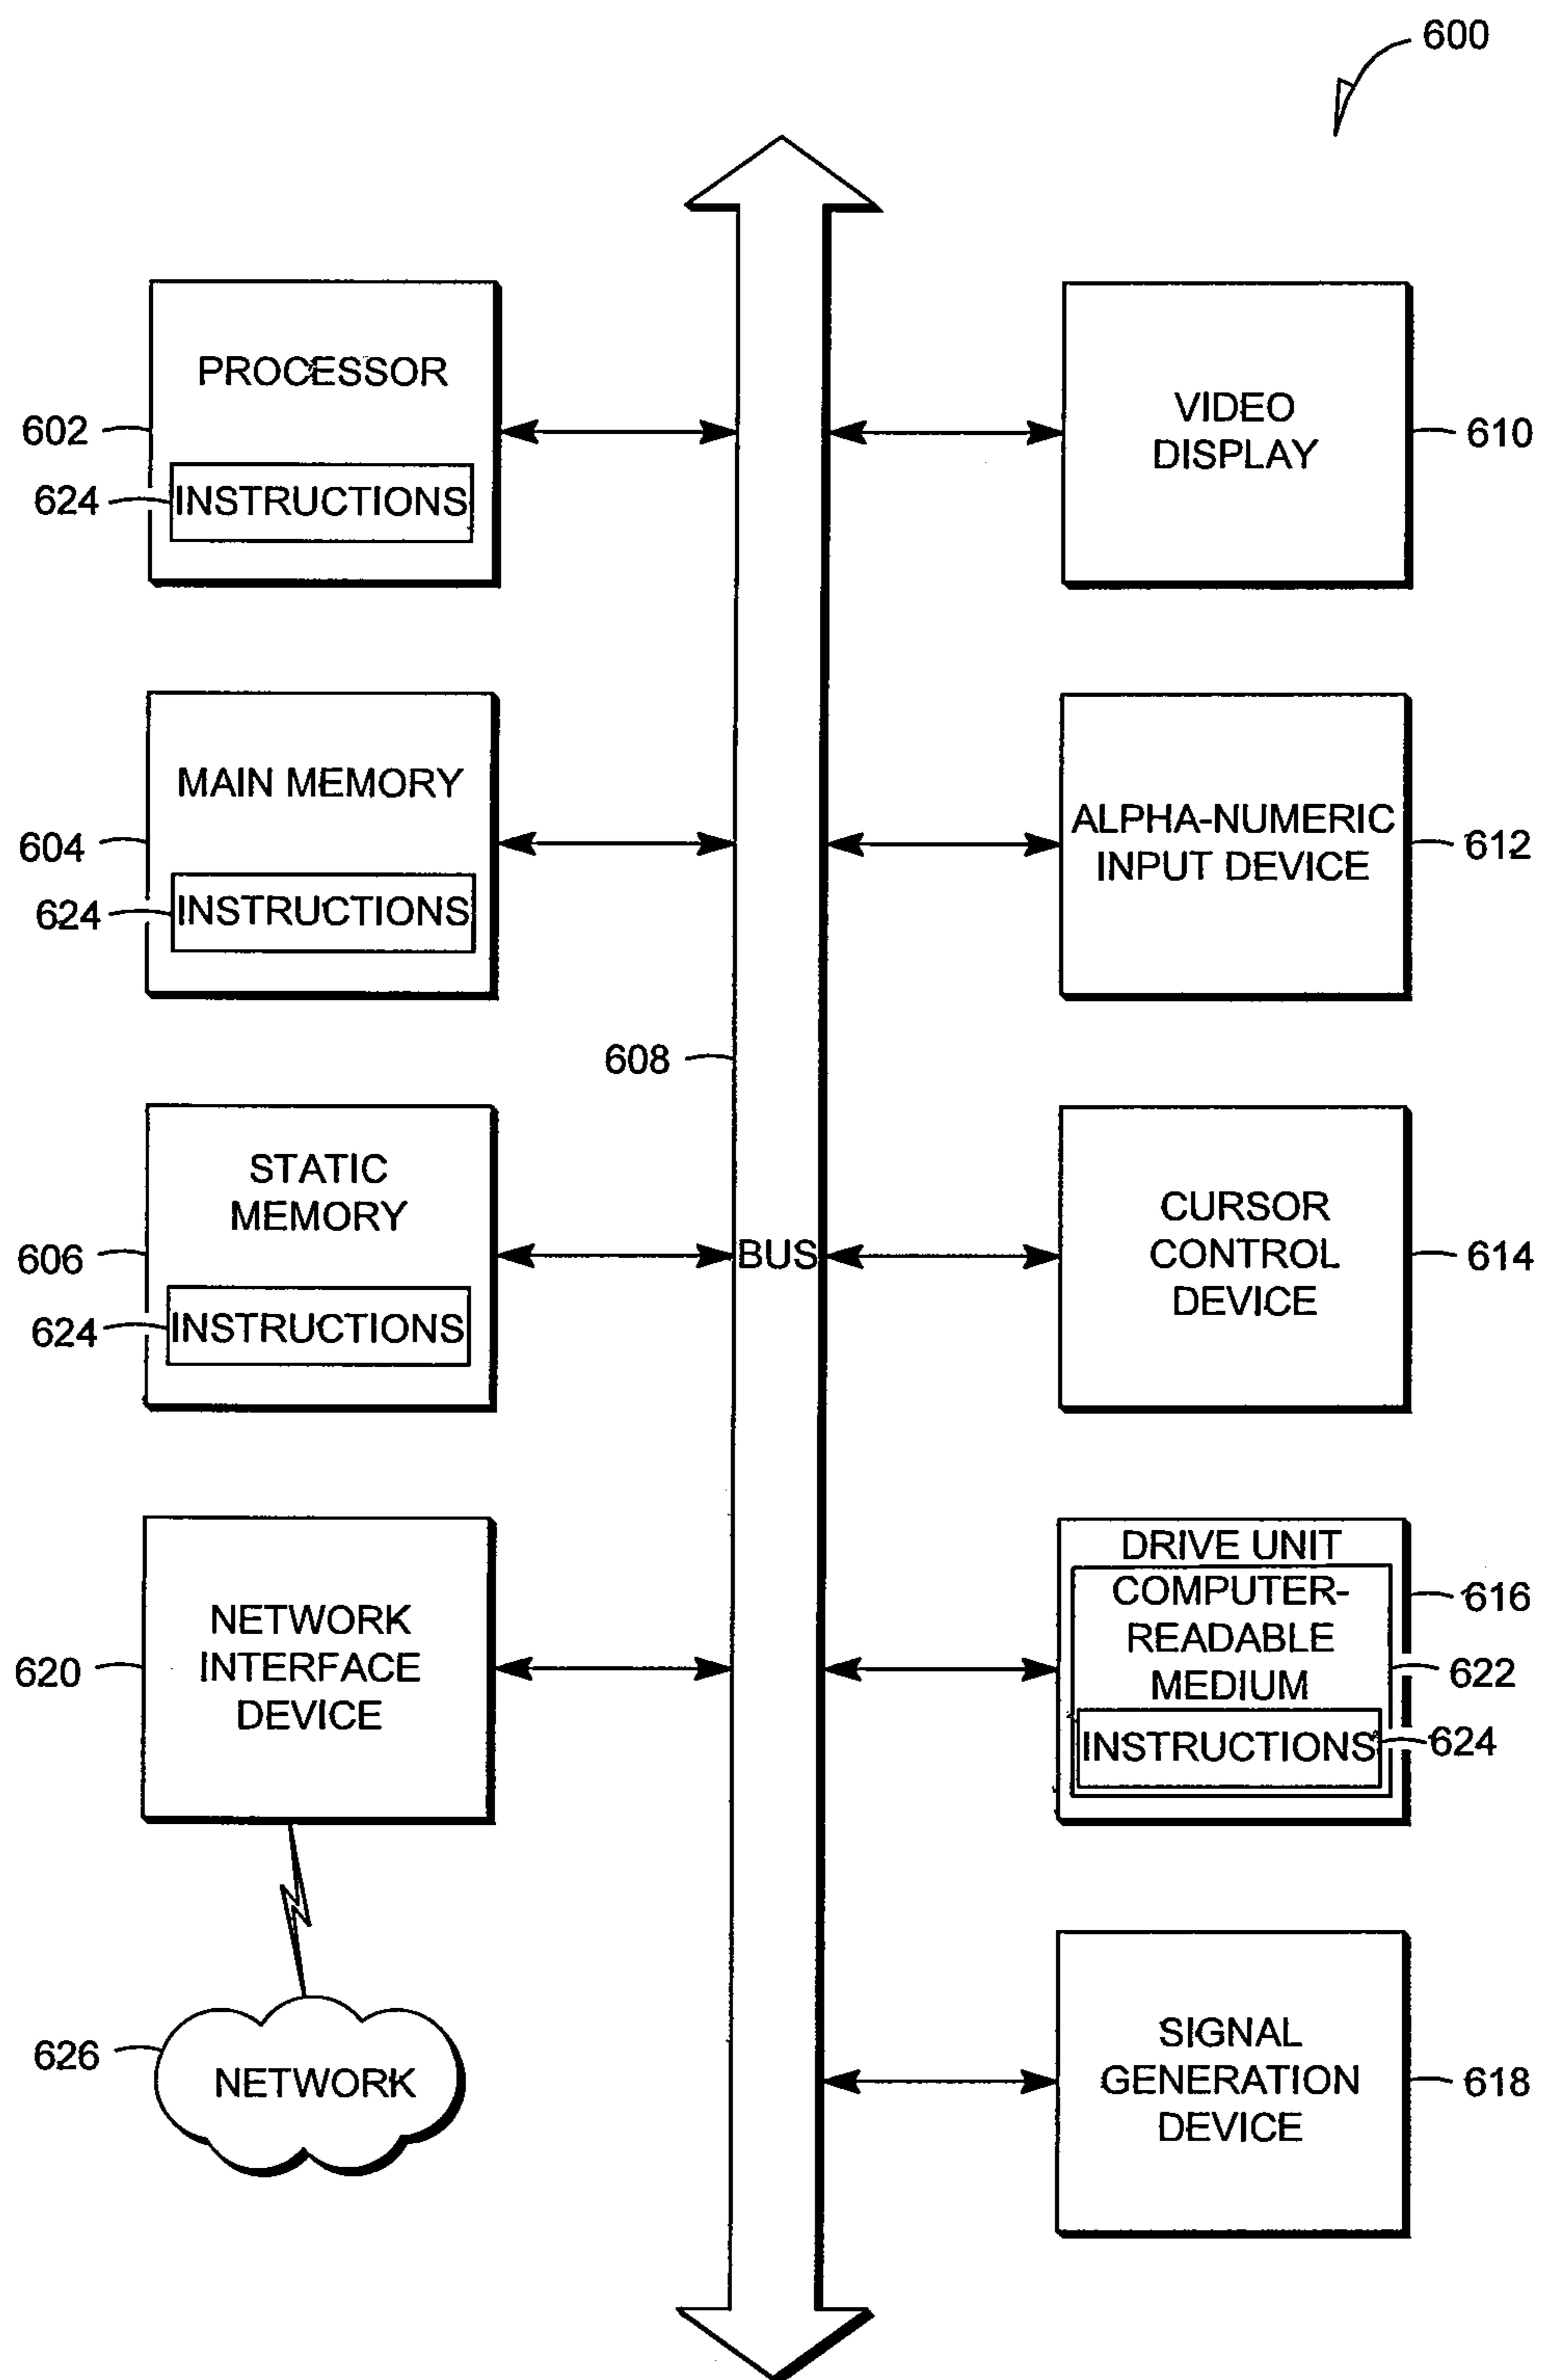 600
PROCESSOR
602
624
INSTRUCTIONS
VIDEO
DISPLAY
610
MAIN MEMORY
604
624
INSTRUCTIONS
ALPHA-NUMERIC
INPUT DEVICE
612
608
STATIC
MEMORY
606
624
INSTRUCTIONS
BUS
CURSOR
CONTROL
DEVICE
614
NETWORK
INTERFACE
DEVICE
620
DRIVE UNIT
COMPUTER-
READABLE
MEDIUM
616
622
INSTRUCTIONS
624
626
NETWORK
SIGNAL
GENERATION
DEVICE
618